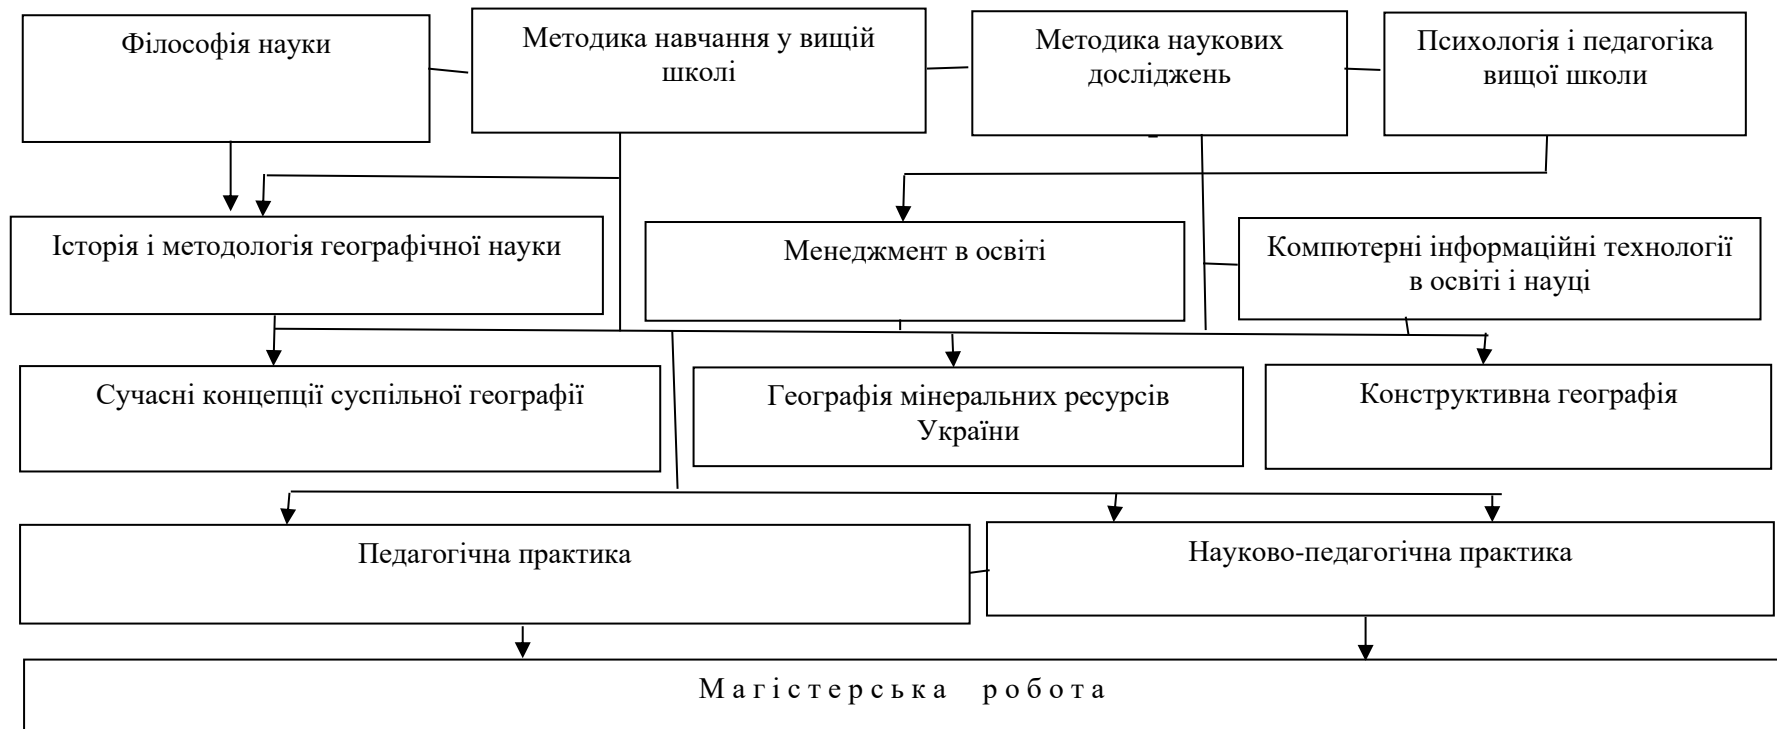 Філософія науки
Методика навчання у вищій
школі
Методика наукових
досліджень
Психологія і педагогіка
вищої школи
Історія і методологія географічної науки
Менеджмент в освіті
Компютерні інформаційні технології
в освіті і науці
Сучасні концепції суспільної географії
Географія мінеральних ресурсів
України
Конструктивна географія
Педагогічна практика
Науково-педагогічна практика
М а г і с т е р с ь к а р о б о т а